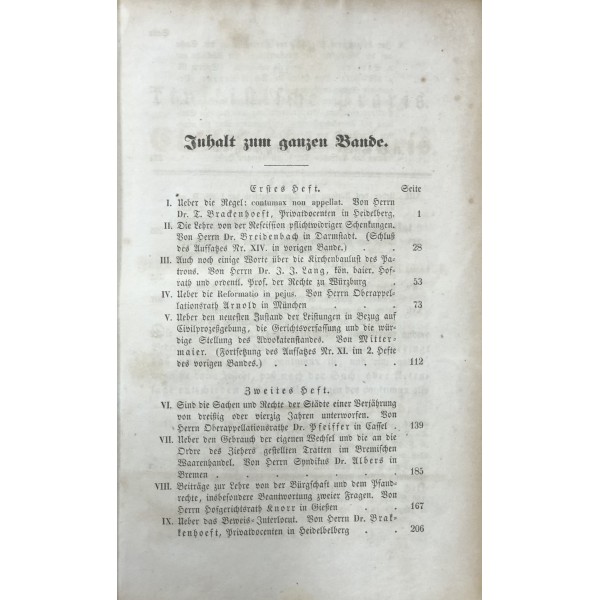 Inhalt zum ganzen Bande.
Erstes Heft. Seite
I. Ueber die Regel: contumax non appellat. Von Herrn
Dr. T. Brackenhoeft, Privatdocenten in Heidelberg. 1
II. Die Lehre von der Rescission pflichtwidriger Schenkungen.
Von Herrn Dr. Breidenbach in Darmstadt. (Schluß
des Aufsatzes Nr. XIV. in vorigen Bande.) . . 28
III. Auch noch einige Worte über die Kirchenbaulust des Pa-
trons. Von Herrn Dr. J. J. Lang, kön. baier. Hof-
rath und ordentl. Prof. der Rechte zu Würzburg . 53
IV. Ueber die Reformatio in pejus. Von Herrn Oberappel-
lationsrath Arnold in München . . 73
V. Ueber den neuesten Zustand der Leistungen in Bezug auf
Civilprozeßgebung, die Gerichtsverfassung und die wür-
dige Stellung des Advokatenstandes. Von Mitter-
maier. (Fortsetzung des Aufsatzes Nr. XI. im 2. Hefte
des vorigen Bandes.) . . . . . 112
Zweites Heft.
VI. Sind die Sachen und Rechte der Städte einer Verjährung
von dreißig oder vierzig Jahren unterworfen. Von
Herrn Oberappellationsrathe Dr. Pfeiffer in Cassel . 139
VII. Ueber den Gebrauch der eigenen Wechsel und die an die
Ordre des Ziehers gestellten Tratten im Bremischen
Waarenhandel. Von Herrn Syndikus Dr. Albers in
Bremen . . . . . . . 185
VIII. Beiträge zur Lehre von der Bürgschaft und dem Pfand-
rechte, insbesondere Beantwortung zweier Fragen. Von
Herrn Hofgerichtsrath Knorr in Gießen . . 167
IX. Ueber das Beweis-Interlocut. Von Herrn Dr. Brak-
kenhoeft, Privatdocenten in Heidelbelberg . . 206